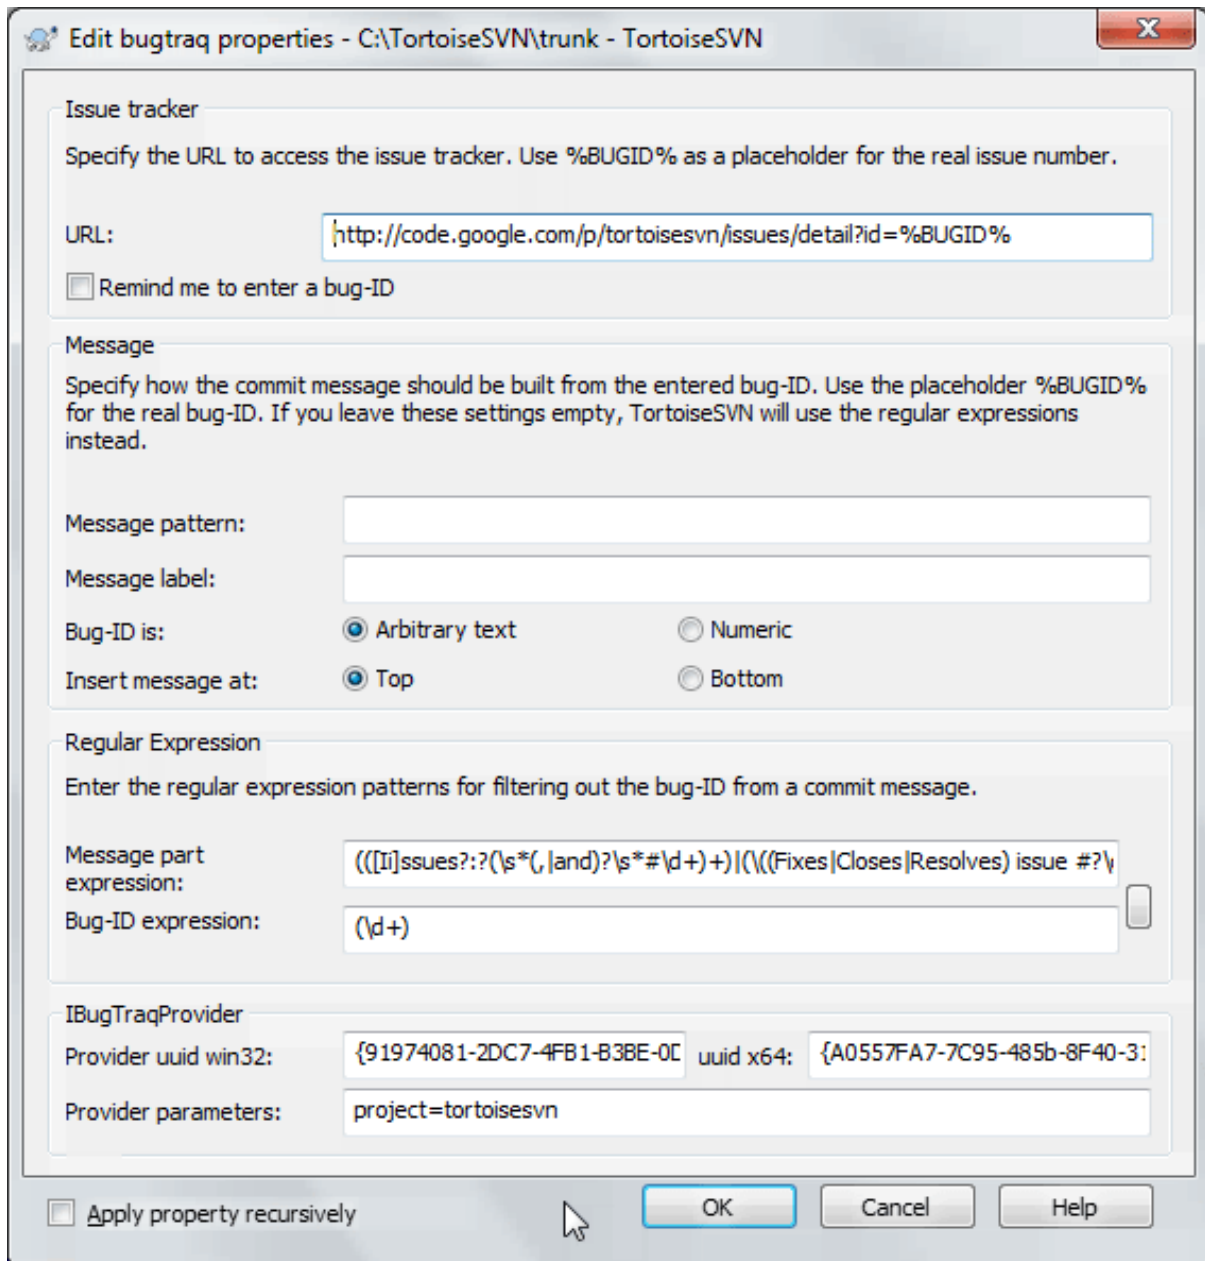 Edit bugtraq properties - C:\TortoiseSVN\trunk - TortoiseSVN
Issue tracker
Specify the URL to access the issue tracker. Use %BUGID% as a placeholder for the real issue number.
URL: http://code.google.com/p/tortoisesvn/issues/detail?id=%BUGID%
Remind me to enter a bug-ID
Message
Specify how the commit message should be built from the entered bug-ID. Use the placeholder %BUGID%
for the real bug-ID. If you leave these settings empty, TortoiseSVN will use the regular expressions
instead.
Message pattern:
Message label:
Bug-ID is: Arbitrary text Numeric
Insert message at: Top Bottom
Regular Expression
Enter the regular expression patterns for filtering out the bug-ID from a commit message.
Message part
expression: (([Ii]ssues?:?(\s*(,|and)?\s*#\d+)+)|(\((Fixes|Closes|Resolves) issue #?\
Bug-ID expression: (\d+)
IBugTraqProvider
Provider uuid win32: {91974081-2DC7-4FB1-B3BE-0D uuid x64: {A0557FA7-7C95-485b-8F40-31
Provider parameters: project=tortoisesvn
Apply property recursively OK Cancel Help